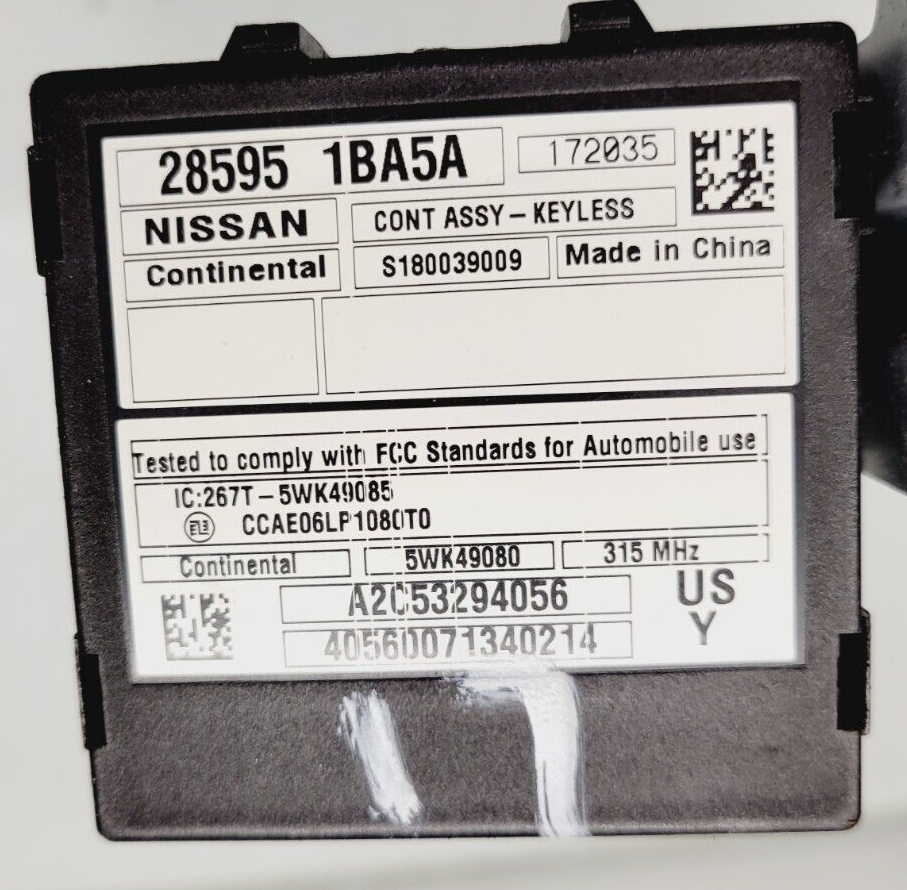 28595 1BA5A 172035
NISSAN CONT ASSY – KEYLESS
Continental S180039009 Made in China
Tested to comply with FCC Standards for Automobile use
IC:267T – 5WK49085
CCAE06LP1080T0
Continental 5WK49080 315 MHz
A2C53294056 US
40560071340214 Y
17